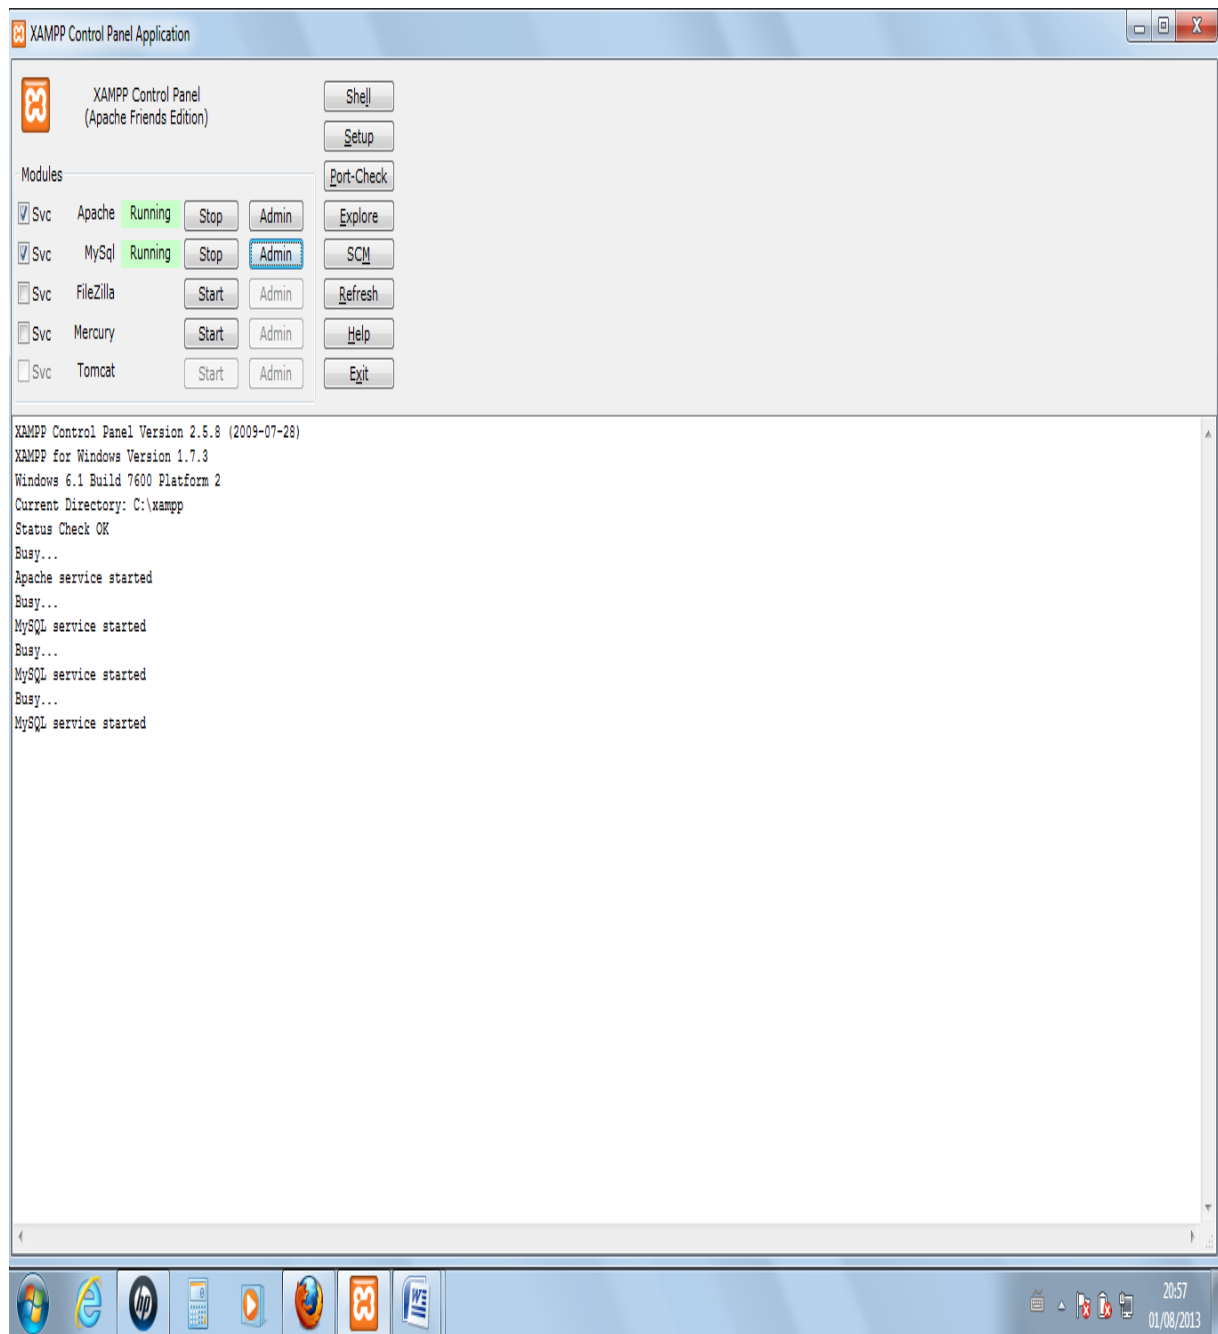 XAMPP Control Panel Application
XAMPP Control Panel
(Apache Friends Edition)
Shell
Setup
Modules
Port-Check
Svc Apache Running Stop Admin Explore
Svc MySql Running Stop Admin SCM
Svc FileZilla Start Admin Refresh
Svc Mercury Start Admin Help
Svc Tomcat Start Admin Exit
XAMPP Control Panel Version 2.5.8 (2009-07-28)
XAMPP for Windows Version 1.7.3
Windows 6.1 Build 7600 Platform 2
Current Directory: C:\xampp
Status Check OK
Busy...
Apache service started
Busy...
MySQL service started
Busy...
MySQL service started
Busy...
MySQL service started
hp
W
20:57
01/08/2013